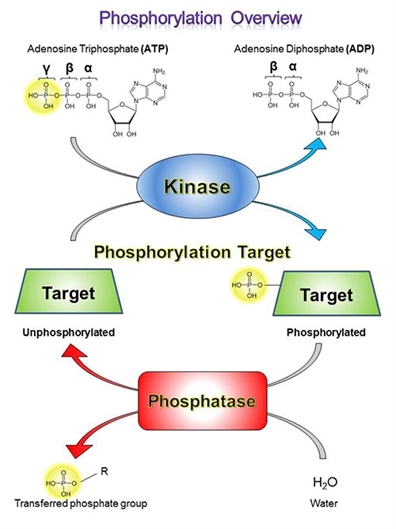 Phosphorylation Overview
Adenosine Triphosphate (ATP)
Adenosine Diphosphate (ADP)
γ β α
β α
NH₂
N N
N N
O O O
HO-P-O-P-O-P-O
OH OH OH
O
OH OH
NH₂
N N
N N
O O
HO-P-O-P-O
OH OH
O
OH OH
Kinase
Phosphorylation Target
Target
O
HO-P-O
OH
Target
Unphosphorylated
Phosphorylated
Phosphatase
O
HO-P-O
OH
R
H₂O
Transferred phosphate group
Water